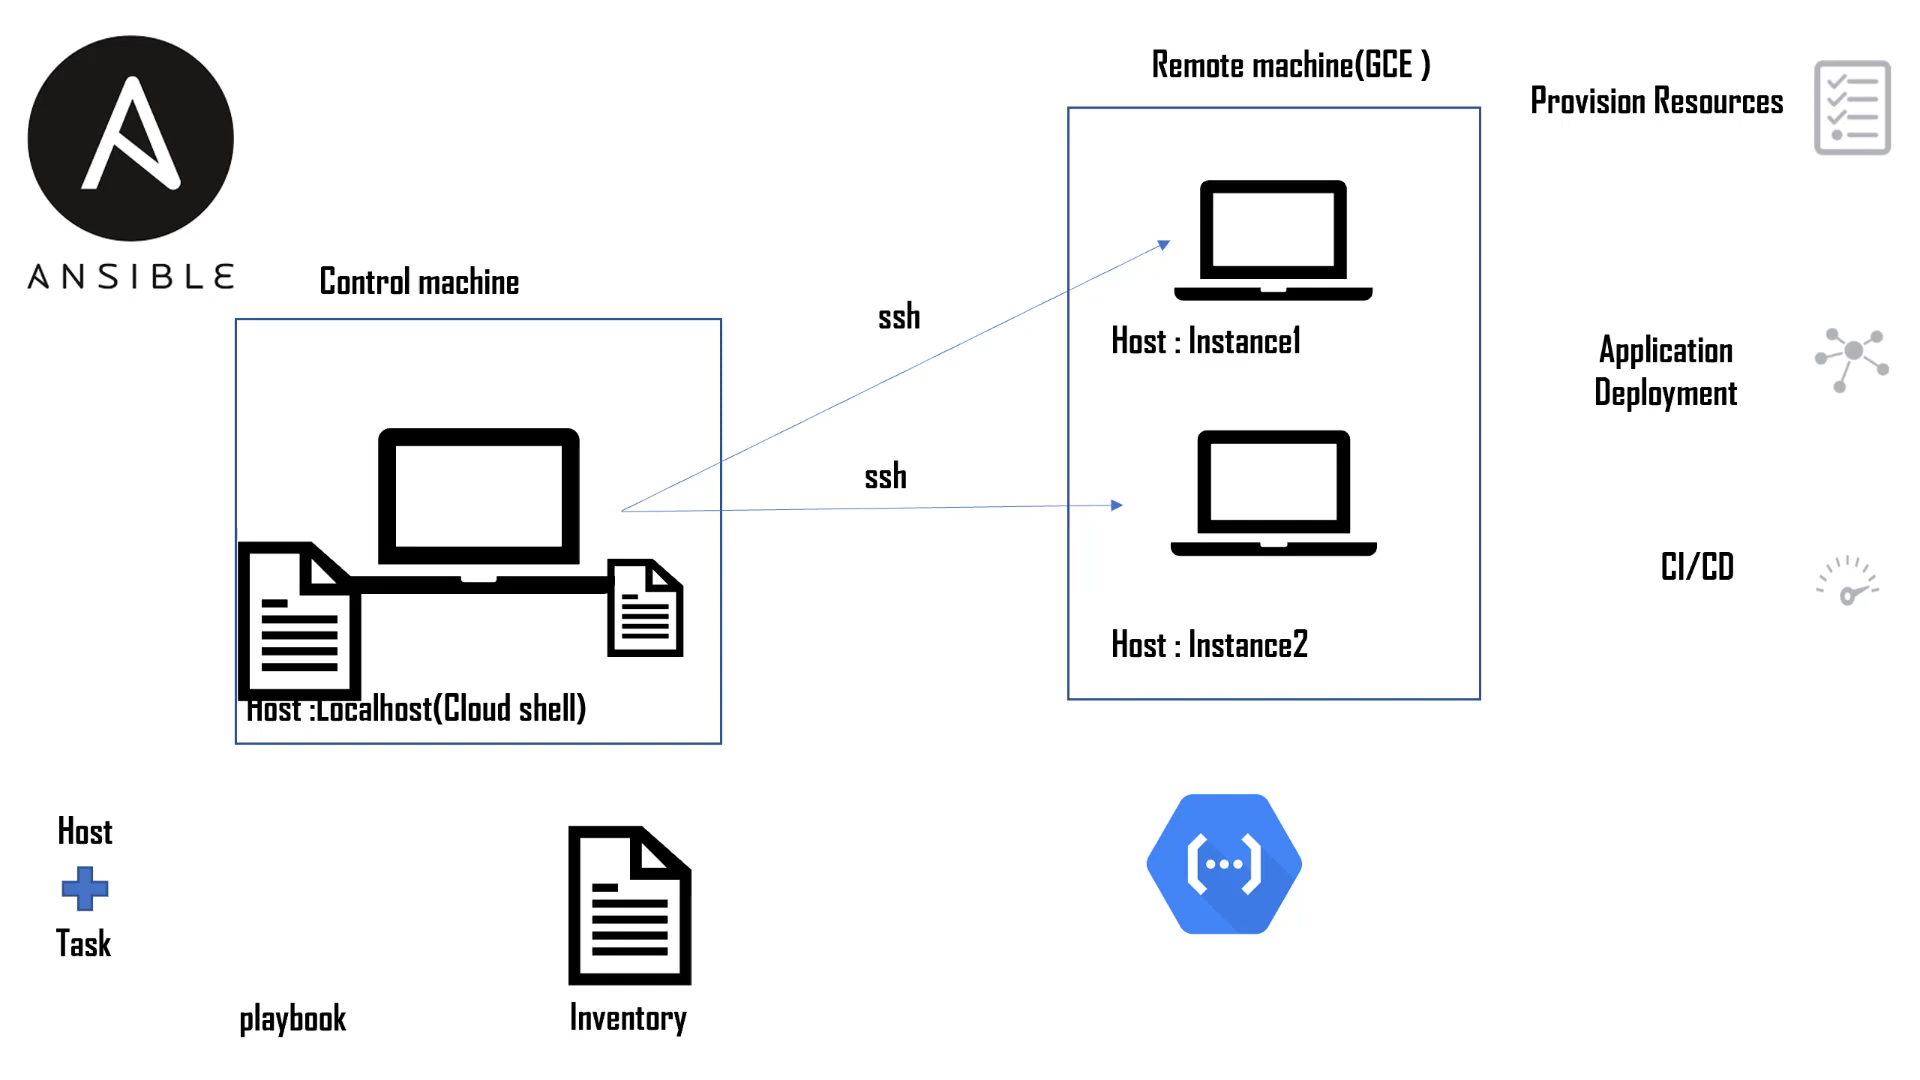 ANSIBLE
Control machine
Host :Localhost(Cloud shell)
ssh
ssh
Remote machine(GCE )
Host : Instance1
Host : Instance2
Provision Resources
Application
Deployment
CI/CD
Host
Task
playbook
Inventory